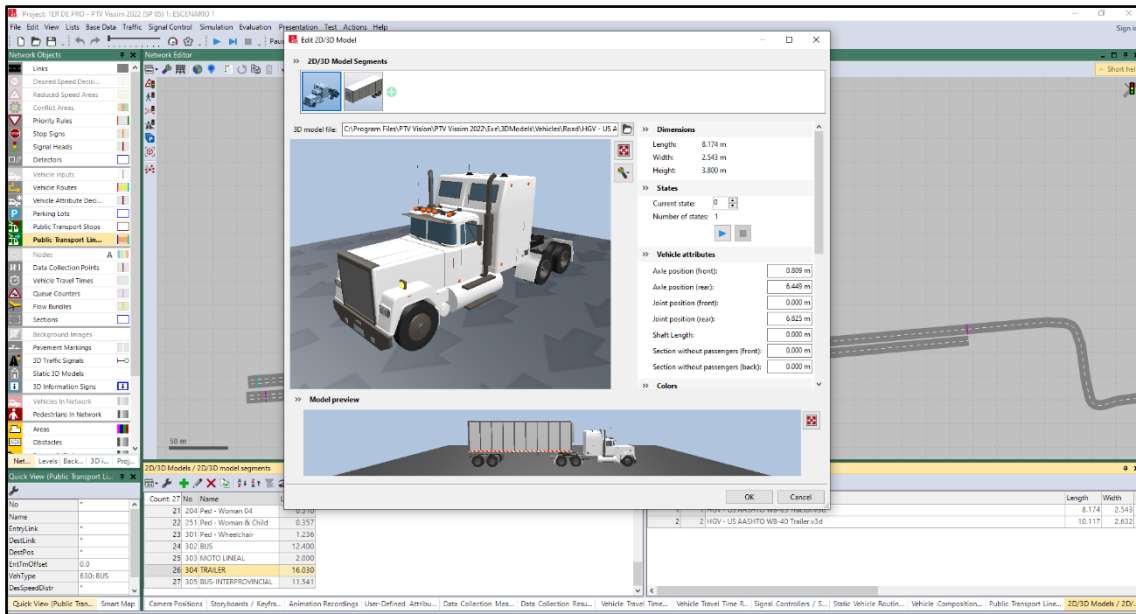 Project: 1ER DE PRO - PTV Vissim 2022 (SP 05) 1: ESCENARIO 1
File Edit View Lists Base Data Traffic Signal Control Simulation Evaluation Presentation Test Actions Help
Sign in
Network Objects
Links
Desired Speed Decisi...
Reduced Speed Areas
Conflict Areas
Priority Rules
Stop Signs
Signal Heads
Detectors
Vehicle Inputs
Vehicle Routes
Vehicle Attribute Deci...
Parking Lots
Public Transport Stops
Public Transport Lin...
Nodes
Data Collection Points
Vehicle Travel Times
Queue Counters
Flow Bundles
Sections
Background Images
Pavement Markings
3D Traffic Signals
Static 3D Models
3D Information Signs
Vehicles In Network
Pedestrians In Network
Areas
Obstacles
Net... Levels Back... 3D i... Proj...
Quick View (Public Transport Li...
No *
Name
EntryLink *
DestLink *
DestPos *
EntTmOffset 0.0
VehType 630: BUS
DesSpeedDistr *
Quick View (Public Tran... Smart Map
Network Editor
Short hel
50 m
Edit 2D/3D Model
2D/3D Model Segments
3D model file: C:\Program Files\PTV Vision\PTV Vissim 2022\Exe\3DModels\Vehicles\Road\HGV - US A
Dimensions
Length: 8.174 m
Width: 2.543 m
Height: 3.800 m
States
Current state: 0
Number of states: 1
Vehicle attributes
Axle position (front): 0.809 m
Axle position (rear): 6.449 m
Joint position (front): 0.000 m
Joint position (rear): 6.825 m
Shaft Length: 0.000 m
Section without passengers (front): 0.000 m
Section without passengers (back): 0.000 m
Colors
Model preview
OK Cancel
2D/3D Models / 2D/3D model segments
Count: 27 No Name
21 204 Ped - Woman 04 0.510
22 251 Ped - Woman & Child 0.357
23 301 Ped - Wheelchair 1.236
24 302 BUS 12.400
25 303 MOTO LINEAL 2.000
26 304 TRAILER 16.030
27 305 BUS-INTERPROVINCIAL 11.541
Length Width
8.174 2.543
2 2 HGV - US AASHTO WB-40 Trailer.v3d 10.117 2.632
Camera Positions Storyboards / Keyfra... Animation Recordings User-Defined Attribu... Data Collection Mea... Data Collection Resu... Vehicle Travel Time... Vehicle Travel Time R... Signal Controllers / S... Static Vehicle Routin... Vehicle Composition... Public Transport Line... 2D/3D Models / 2D/